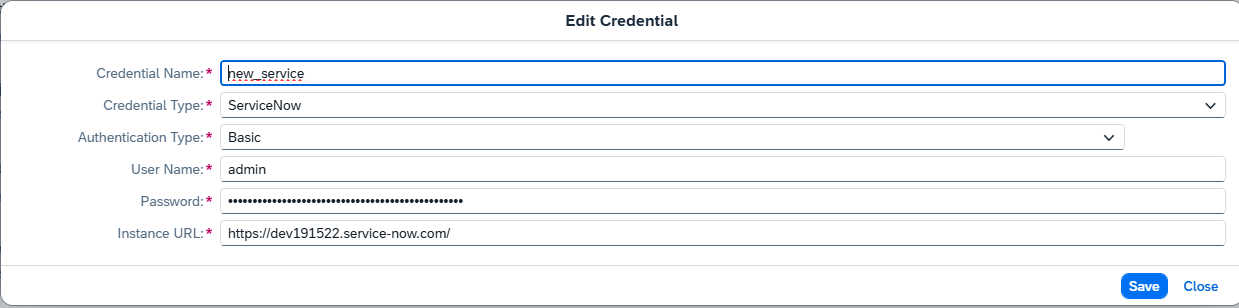 Edit Credential
Credential Name:* new_service
Credential Type:* ServiceNow
Authentication Type:* Basic
User Name:* admin
Password:* ••••••••••••••••••••••••••••••••••••••••••••••••
Instance URL:* https://dev191522.service-now.com/
Save Close